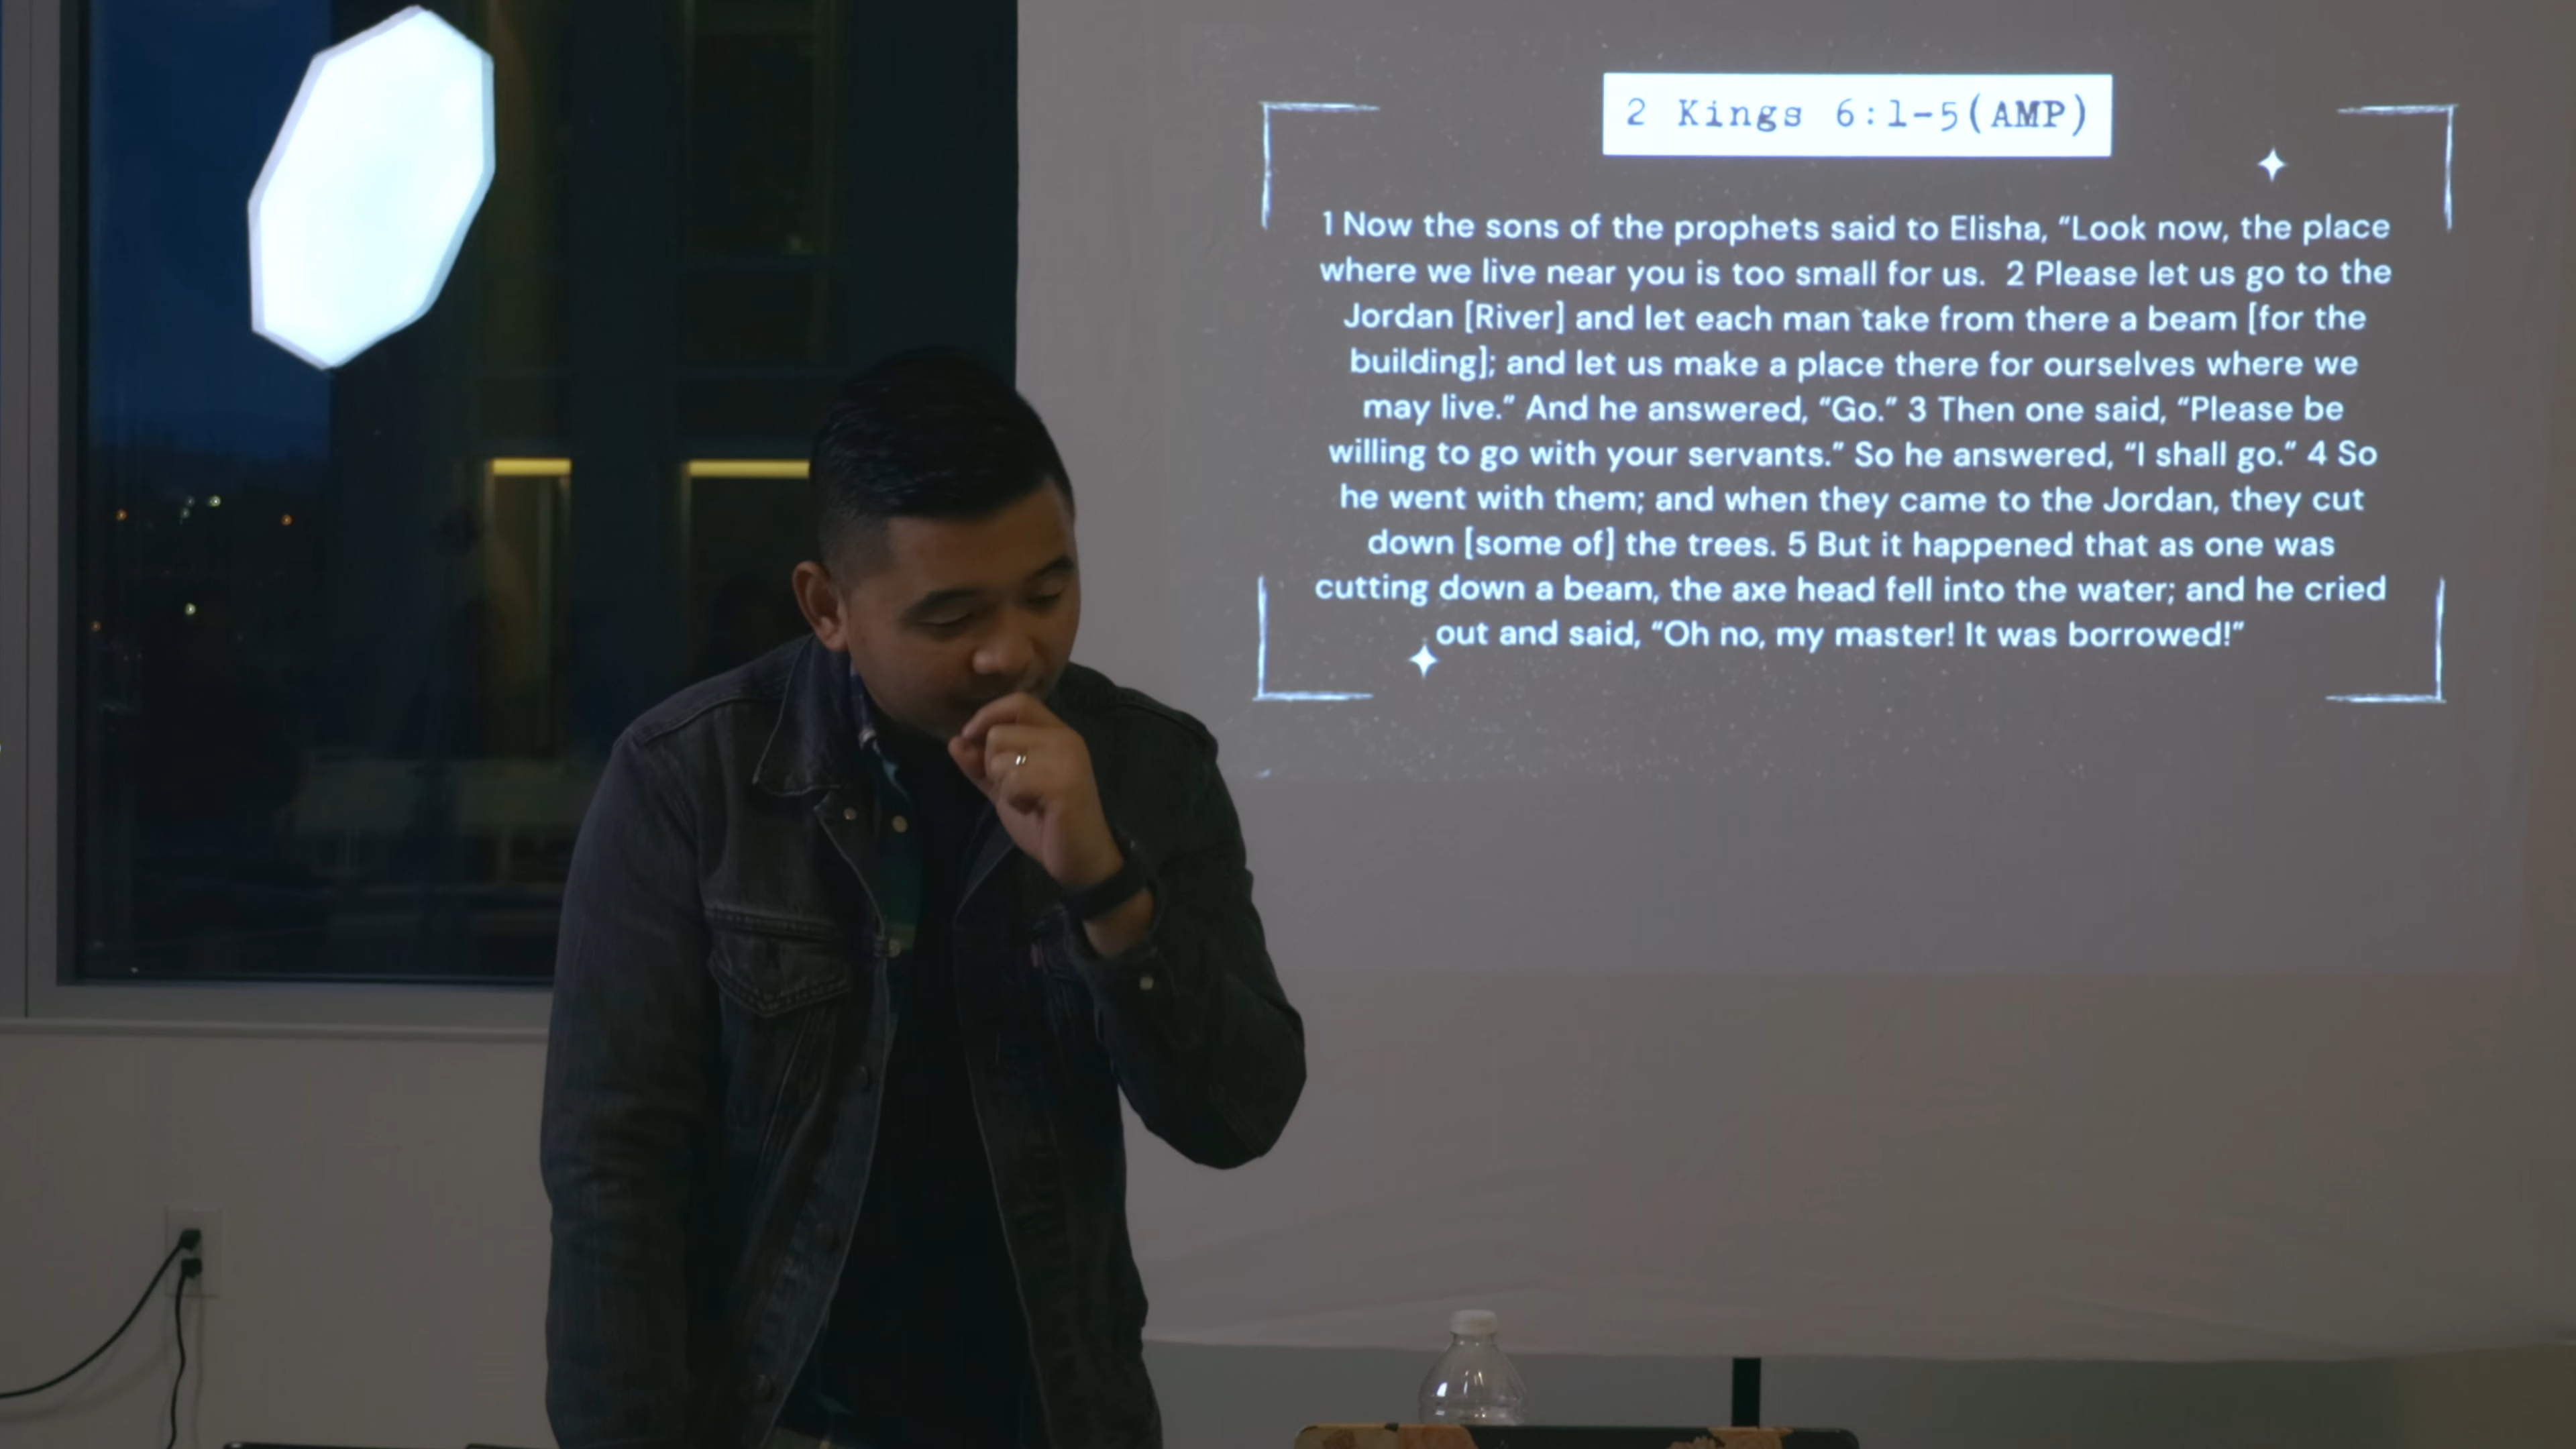 2 Kings 6:1-5(AMP)
1 Now the sons of the prophets said to Elisha, “Look now, the place
where we live near you is too small for us. 2 Please let us go to the
Jordan [River] and let each man take from there a beam [for the
building]; and let us make a place there for ourselves where we
may live.” And he answered, “Go.” 3 Then one said, “Please be
willing to go with your servants.” So he answered, “I shall go.” 4 So
he went with them; and when they came to the Jordan, they cut
down [some of] the trees. 5 But it happened that as one was
cutting down a beam, the axe head fell into the water; and he cried
out and said, “Oh no, my master! It was borrowed!”